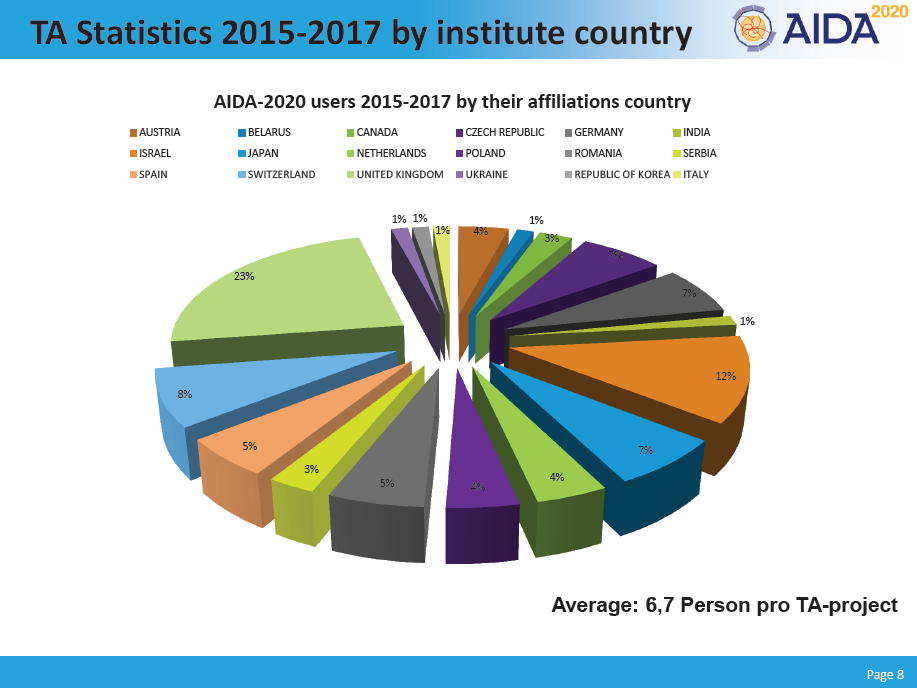 TA Statistics 2015-2017 by institute country
AIDA 2020
AIDA-2020 users 2015-2017 by their affiliations country
AUSTRIA BELARUS CANADA CZECH REPUBLIC GERMANY INDIA
ISRAEL JAPAN NETHERLANDS POLAND ROMANIA SERBIA
SPAIN SWITZERLAND UNITED KINGDOM UKRAINE REPUBLIC OF KOREA ITALY
1% 1% 1% 4% 1% 3%
23% 7%
1%
12%
8%
5% 7%
3% 5% 4% 4%
Average: 6,7 Person pro TA-project
Page 8